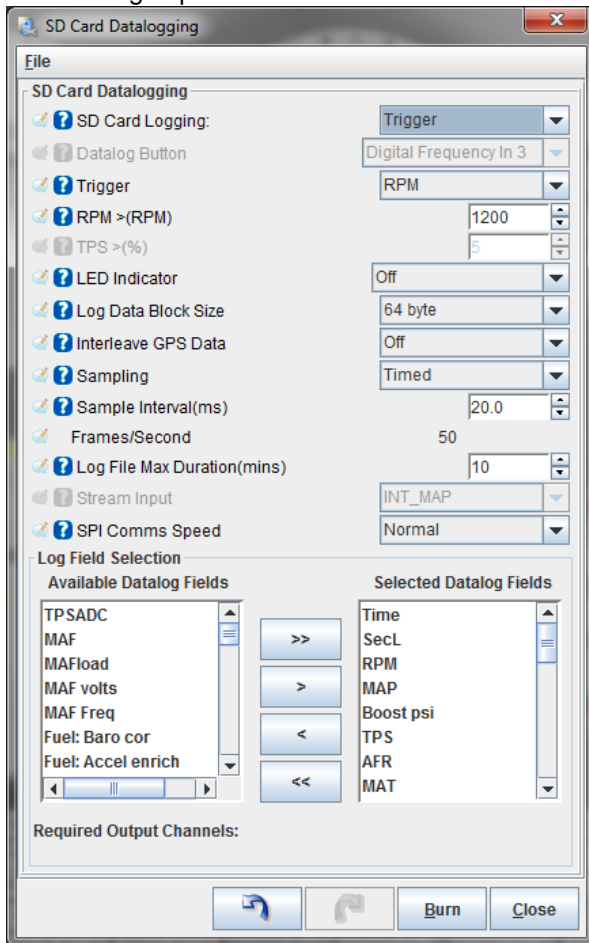 SD Card Datalogging
File
SD Card Datalogging
SD Card Logging: Trigger
Datalog Button Digital Frequency In 3
Trigger RPM
RPM >(RPM) 1200
TPS >(%) 5
LED Indicator Off
Log Data Block Size 64 byte
Interleave GPS Data Off
Sampling Timed
Sample Interval(ms) 20.0
Frames/Second 50
Log File Max Duration(mins) 10
Stream Input INT_MAP
SPI Comms Speed Normal
Log Field Selection
Available Datalog Fields Selected Datalog Fields
TPSADC
MAF
MAFload
MAF volts
MAF Freq
Fuel: Baro cor
Fuel: Accel enrich
>>
>
<
<<
Time
SecL
RPM
MAP
Boost psi
TPS
AFR
MAT
Required Output Channels:
Burn Close